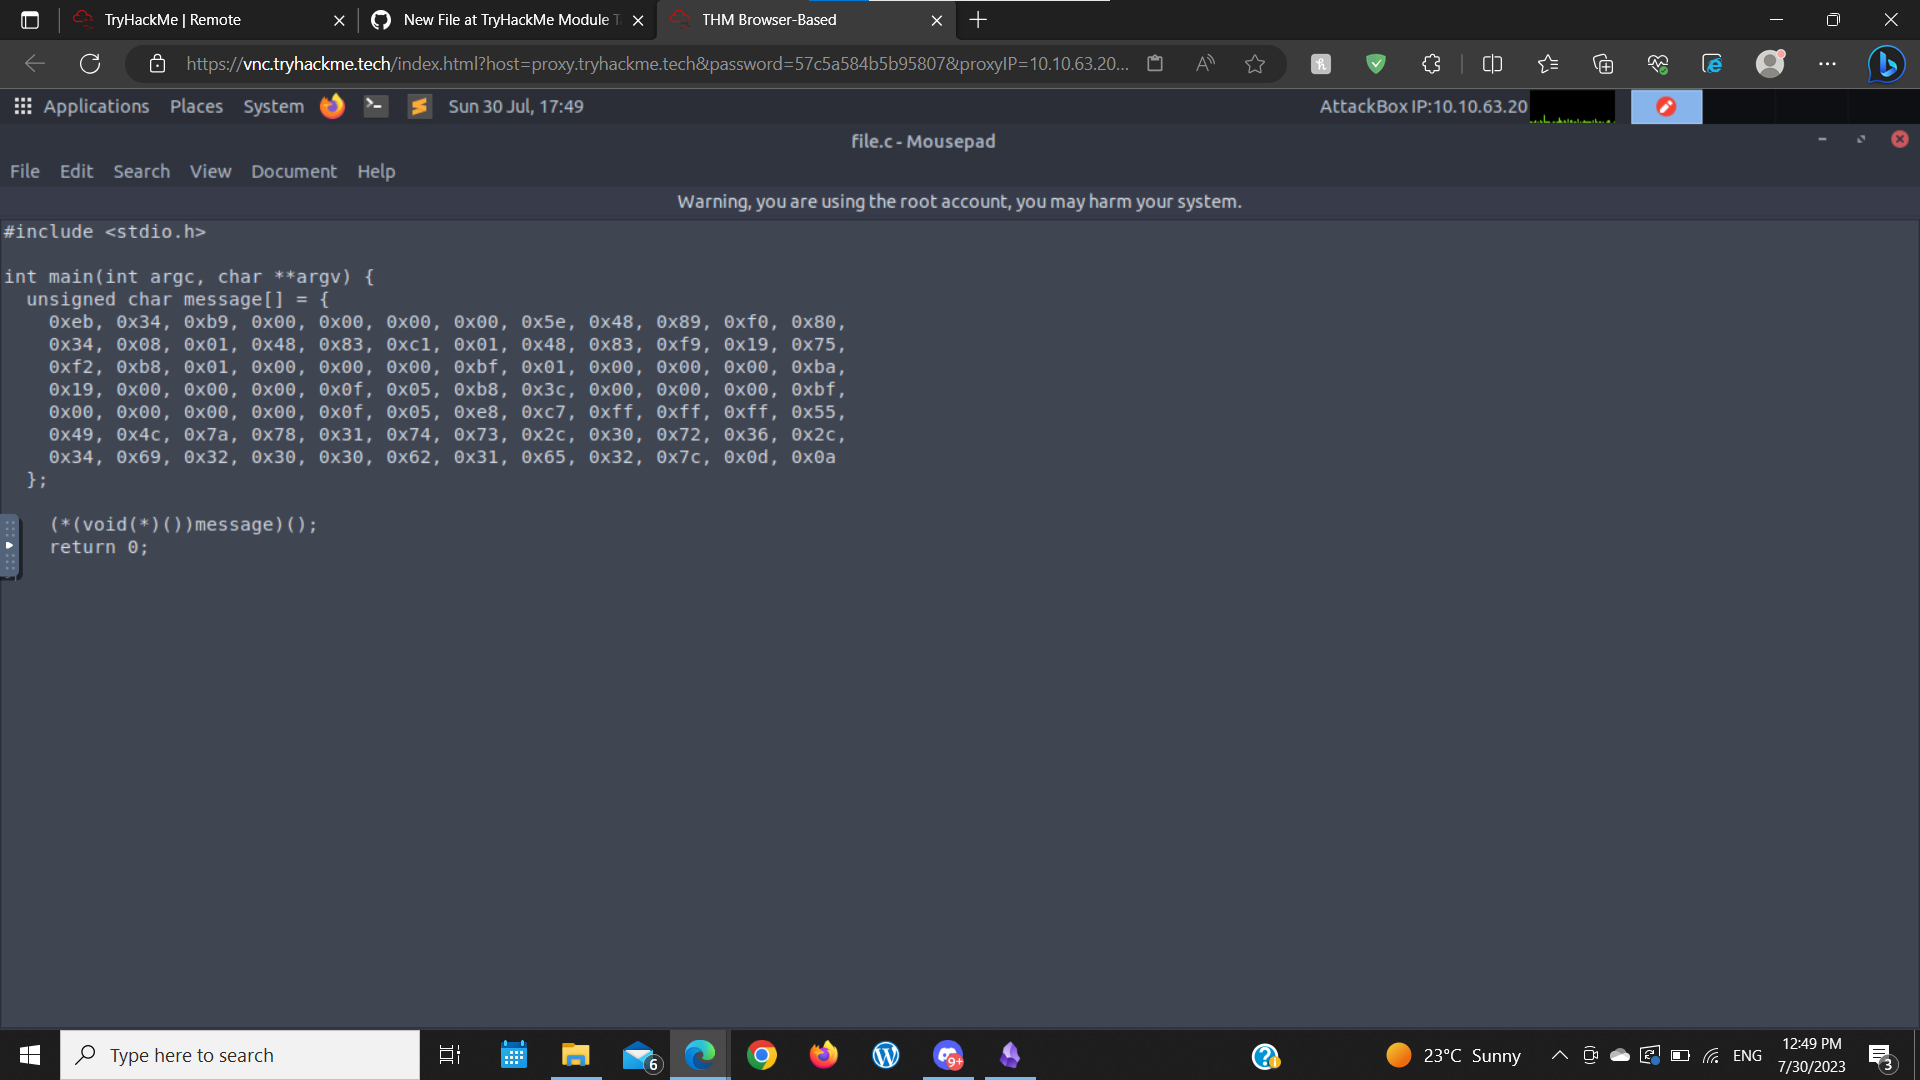 TryHackMe | Remote
New File at TryHackMe Module
THM Browser-Based
https://vnc.tryhackme.tech/index.html?host=proxy.tryhackme.tech&password=57c5a584b5b95807&proxyIP=10.10.63.20...
Applications Places System Sun 30 Jul, 17:49 AttackBox IP:10.10.63.20
file.c - Mousepad
File Edit Search View Document Help
Warning, you are using the root account, you may harm your system.
#include <stdio.h>

int main(int argc, char **argv) {
  unsigned char message[] = {
    0xeb, 0x34, 0xb9, 0x00, 0x00, 0x00, 0x00, 0x5e, 0x48, 0x89, 0xf0, 0x80,
    0x34, 0x08, 0x01, 0x48, 0x83, 0xc1, 0x01, 0x48, 0x83, 0xf9, 0x19, 0x75,
    0xf2, 0xb8, 0x01, 0x00, 0x00, 0x00, 0xbf, 0x01, 0x00, 0x00, 0x00, 0xba,
    0x19, 0x00, 0x00, 0x00, 0x0f, 0x05, 0xb8, 0x3c, 0x00, 0x00, 0x00, 0xbf,
    0x00, 0x00, 0x00, 0x00, 0x0f, 0x05, 0xe8, 0xc7, 0xff, 0xff, 0xff, 0x55,
    0x49, 0x4c, 0x7a, 0x78, 0x31, 0x74, 0x73, 0x2c, 0x30, 0x72, 0x36, 0x2c,
    0x34, 0x69, 0x32, 0x30, 0x30, 0x62, 0x31, 0x65, 0x32, 0x7c, 0x0d, 0x0a
  };

    (*(void(*)())message)();
    return 0;
Type here to search
6
9+
23°C Sunny
ENG
12:49 PM
7/30/2023
3